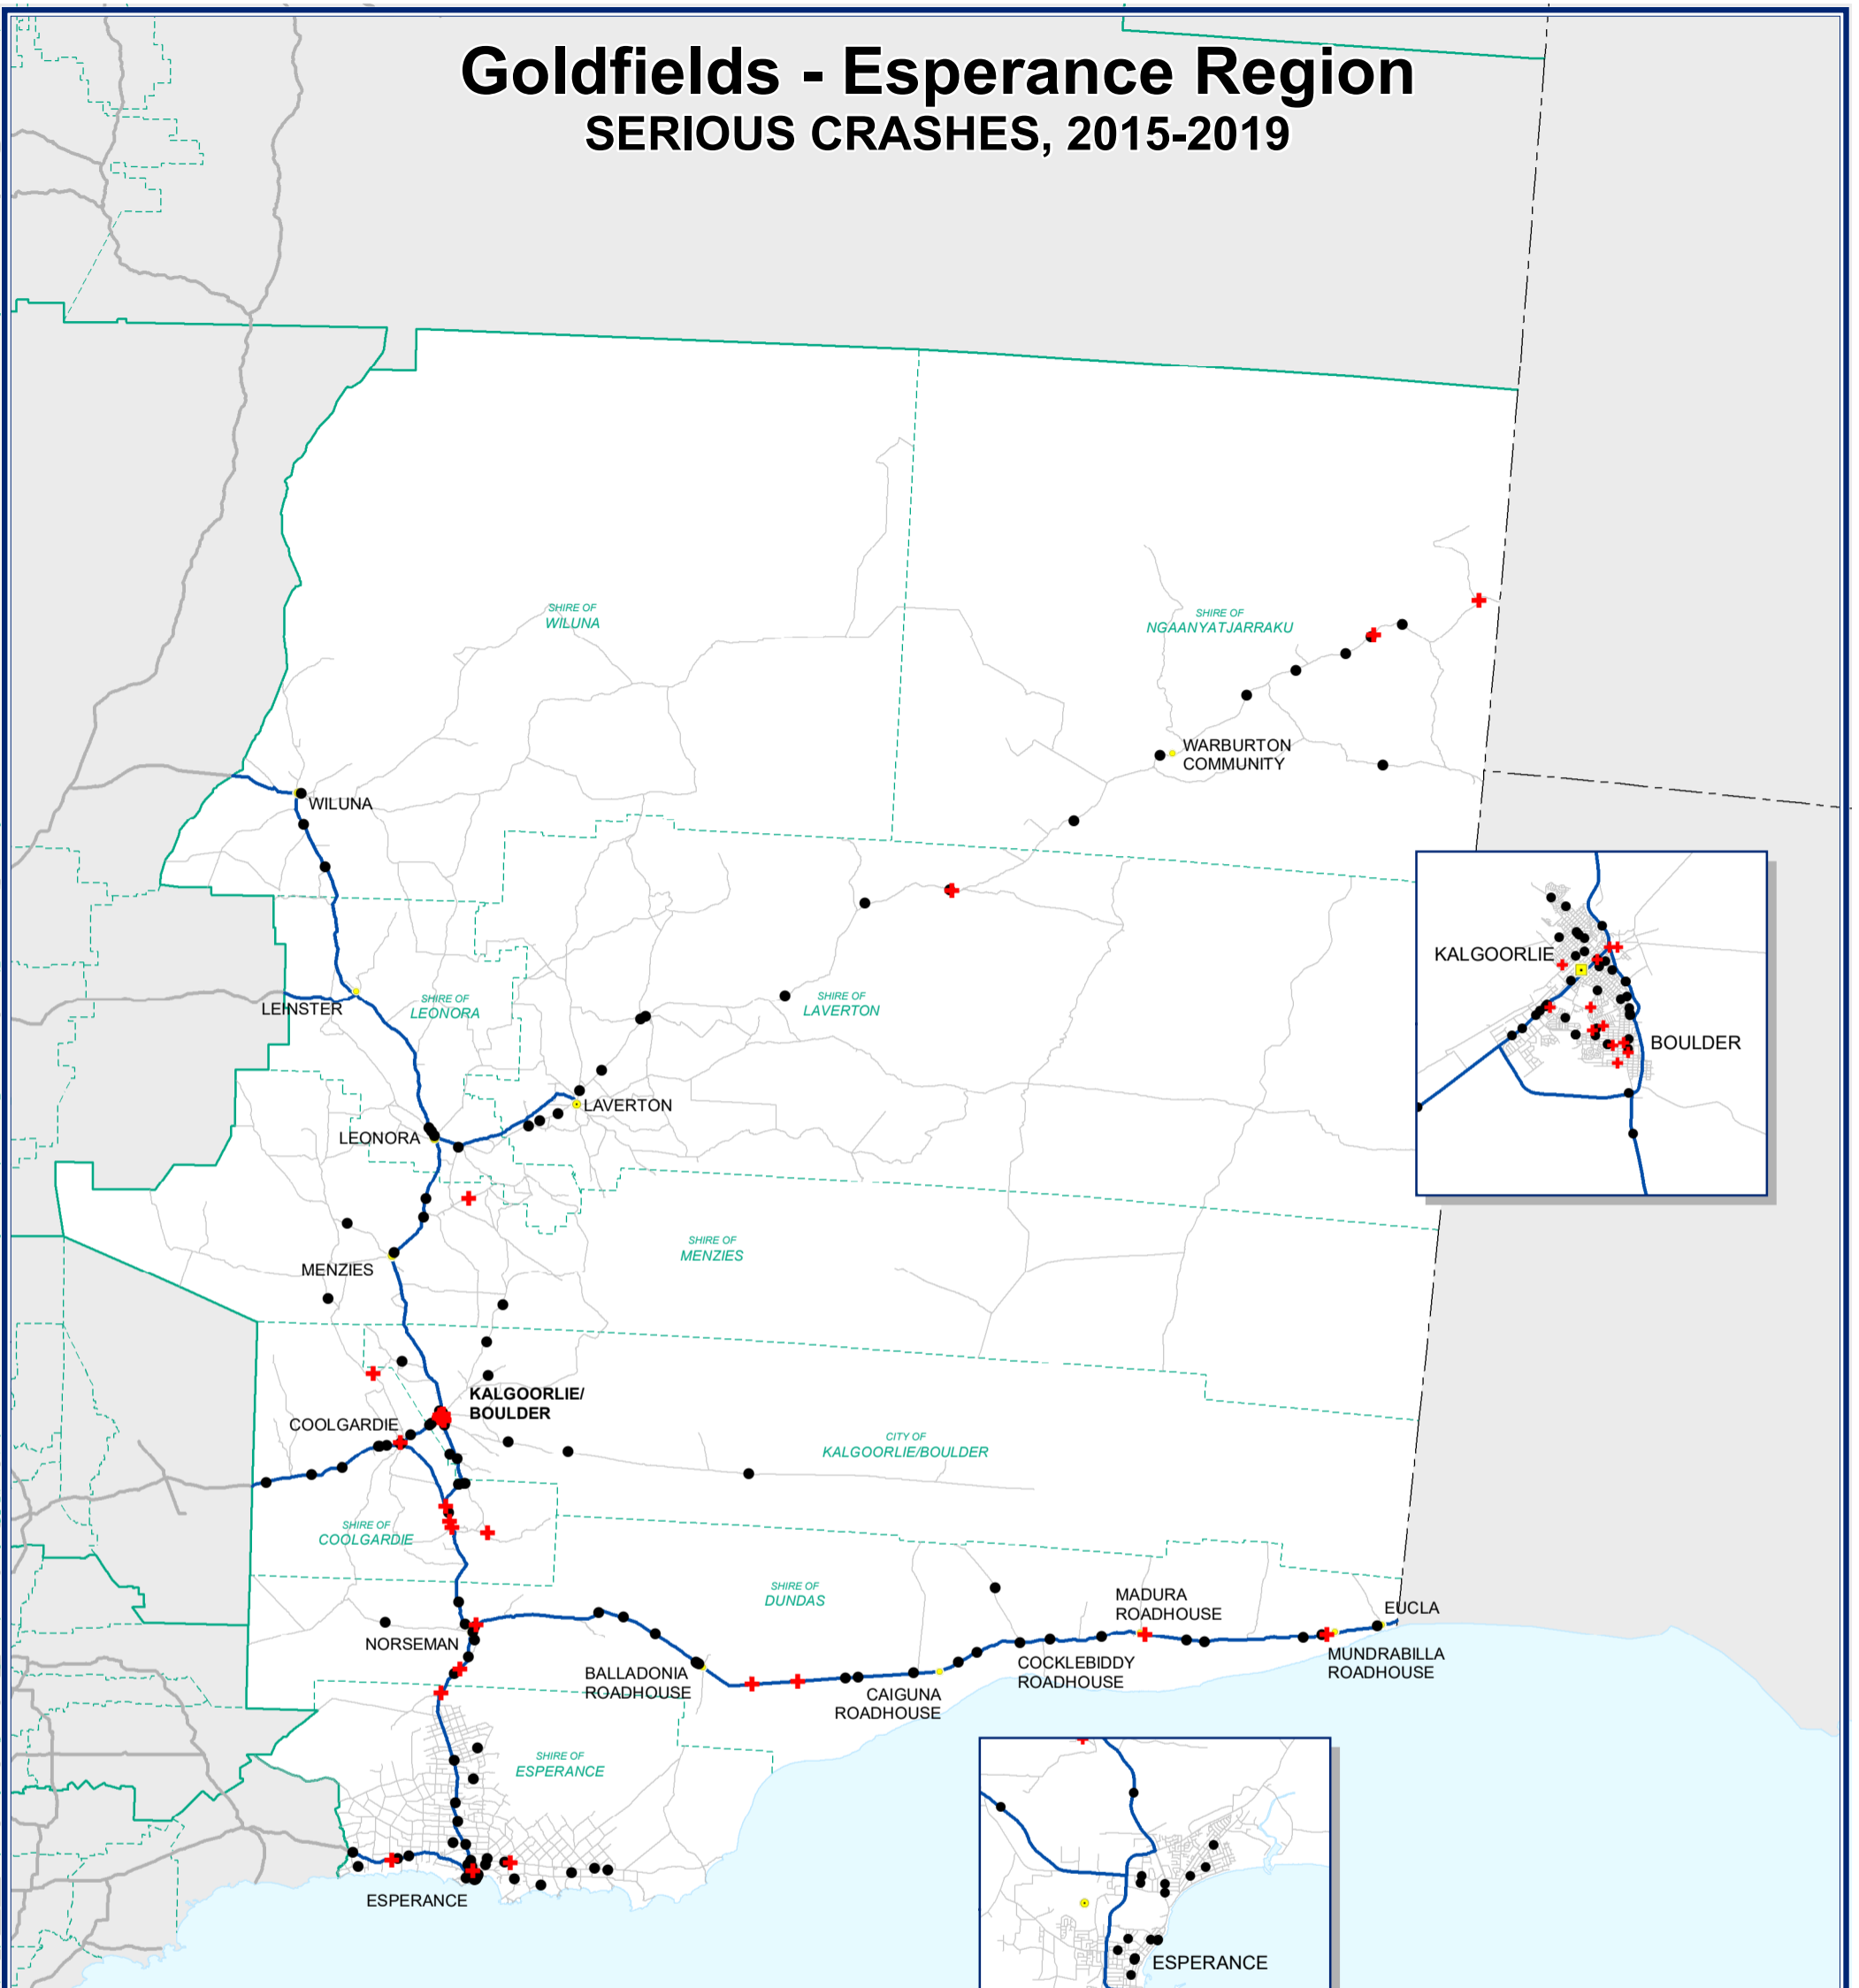 Goldfields - Esperance Region
SERIOUS CRASHES, 2015-2019
SHIRE OF
WILUNA
SHIRE OF
NGAANYATJARRAKU
WARBURTON
COMMUNITY
WILUNA
LEINSTER
SHIRE OF
LEONORA
SHIRE OF
LAVERTON
KALGOORLIE
BOULDER
LAVERTON
LEONORA
SHIRE OF
MENZIES
MENZIES
KALGOORLIE/
BOULDER
COOLGARDIE
CITY OF
KALGOORLIE/BOULDER
SHIRE OF
COOLGARDIE
SHIRE OF
DUNDAS
MADURA
ROADHOUSE
EUCLA
NORSEMAN
BALLADONIA
ROADHOUSE
CAIGUNA
ROADHOUSE
COCKLEBIDDY
ROADHOUSE
MUNDRABILLA
ROADHOUSE
SHIRE OF
ESPERANCE
ESPERANCE
ESPERANCE